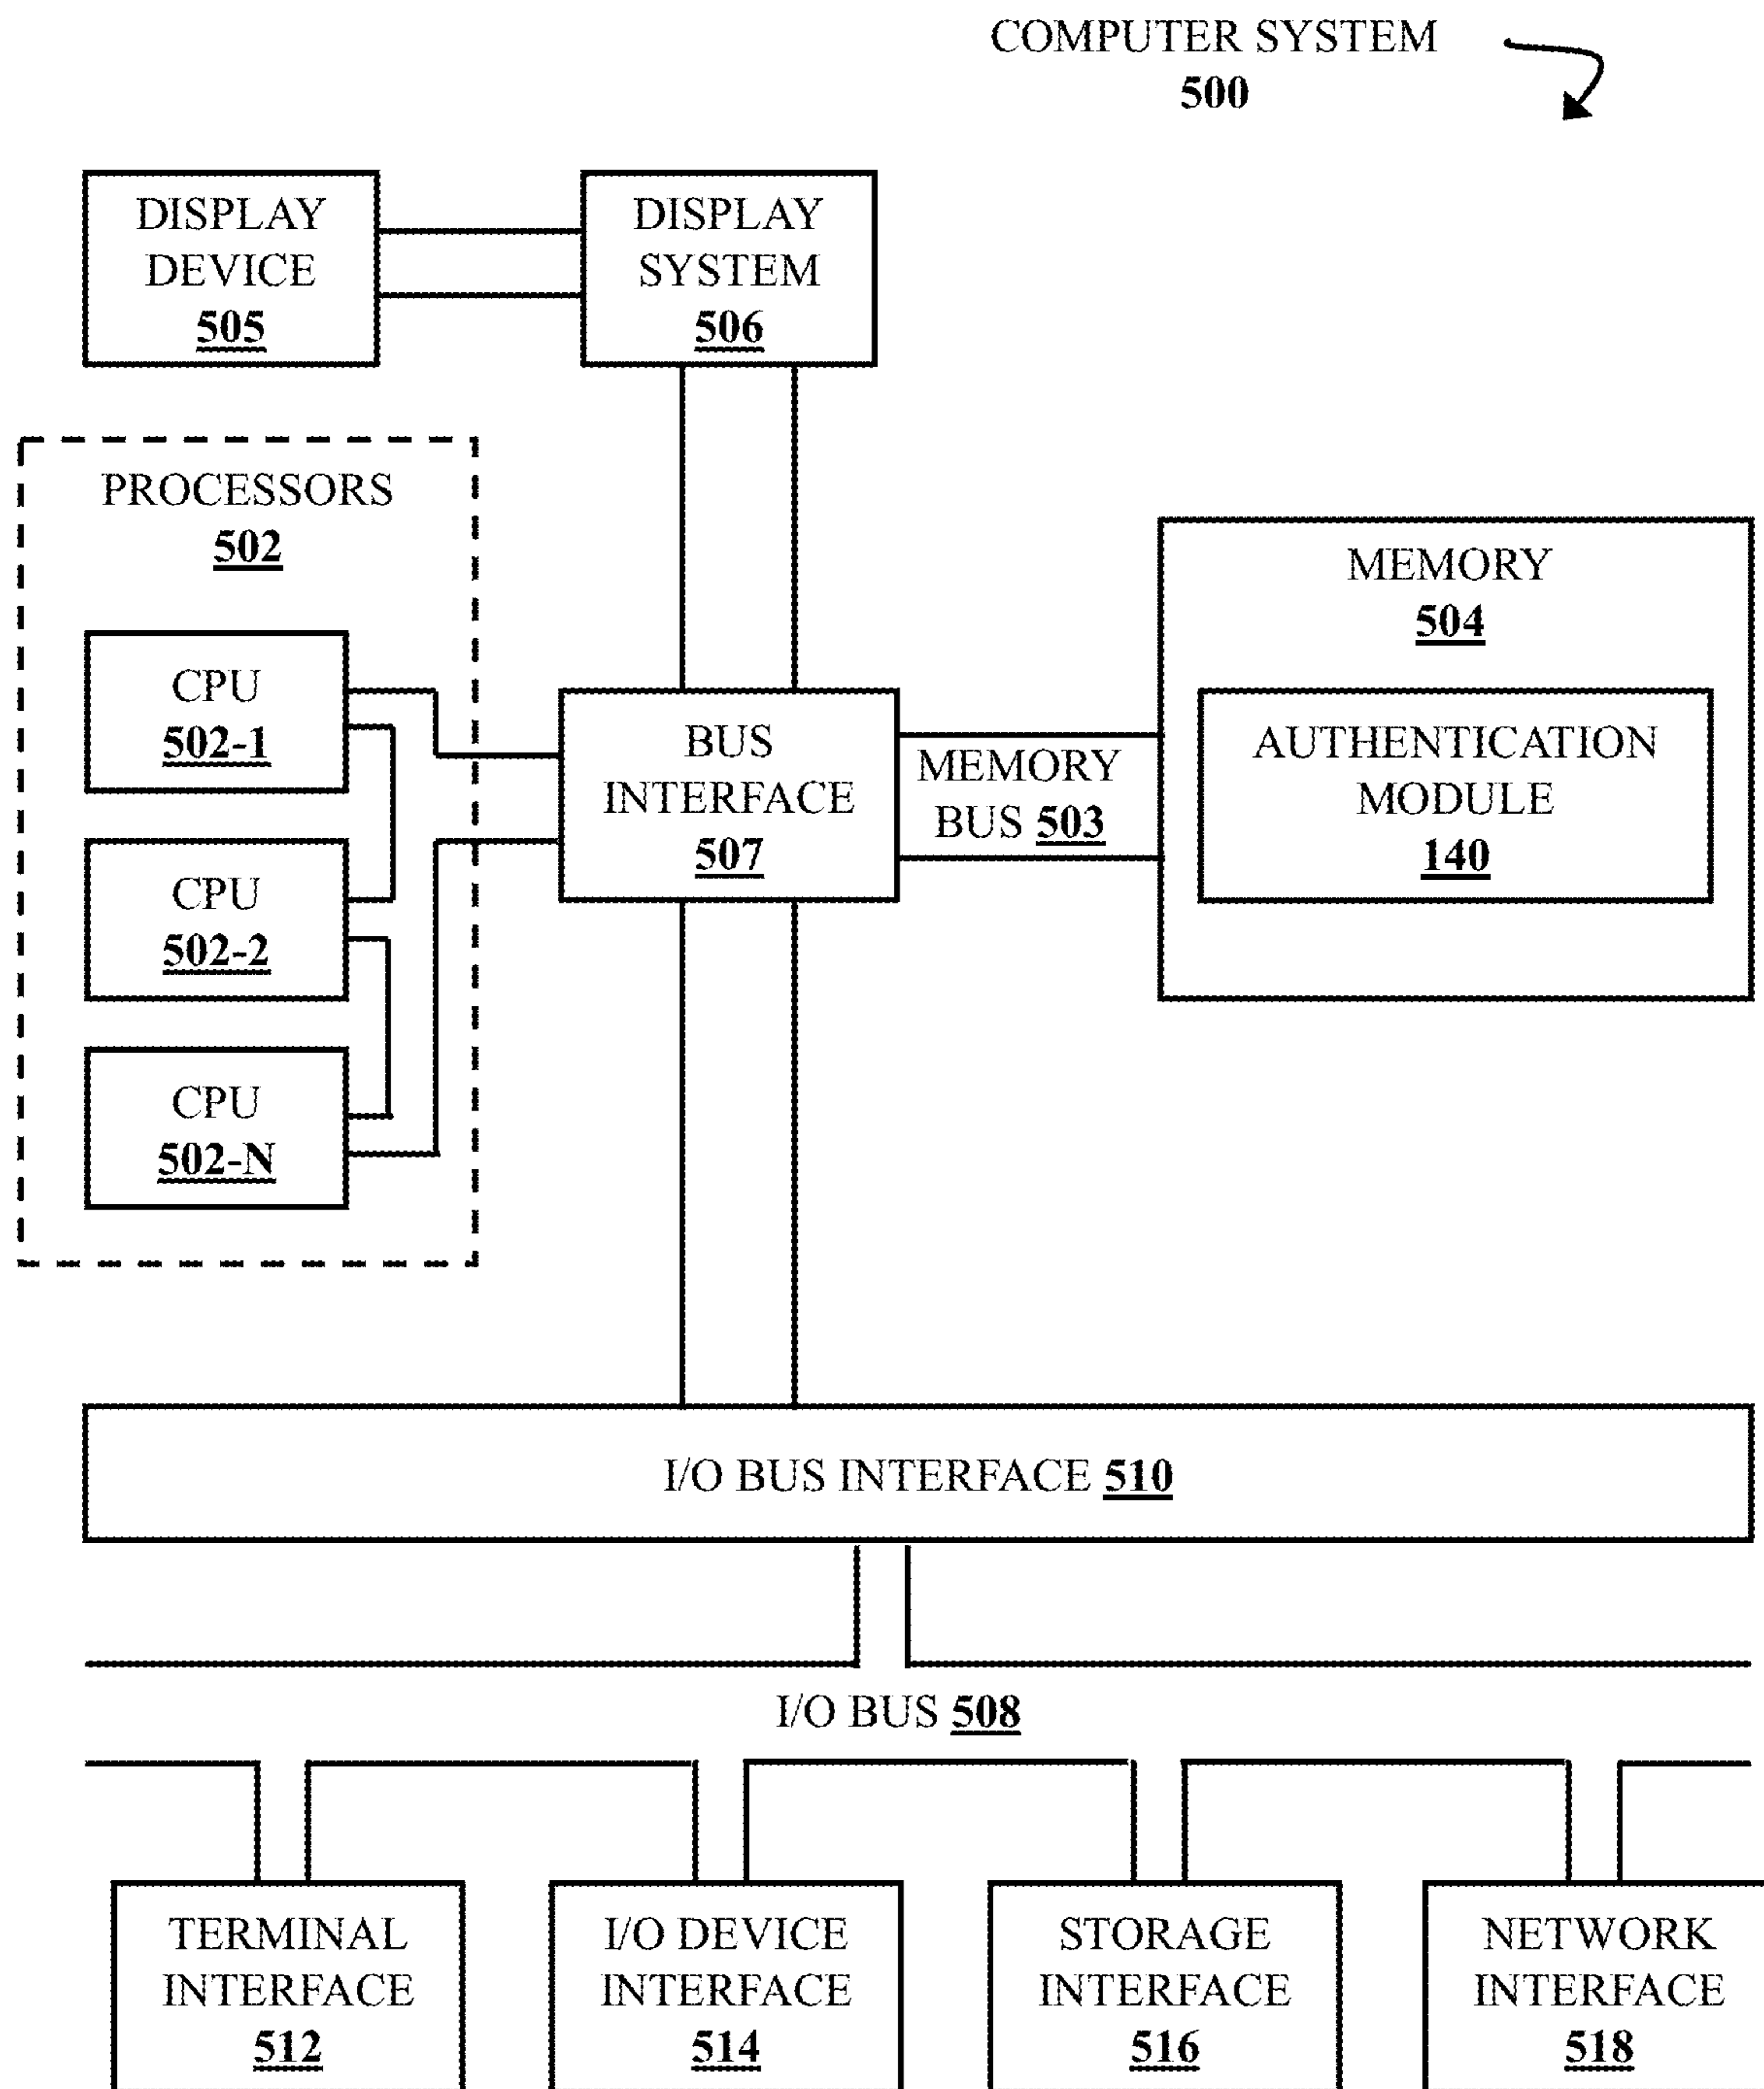 COMPUTER SYSTEM
500
DISPLAY
DEVICE
505
DISPLAY
SYSTEM
506
PROCESSORS
502
CPU
502-1
CPU
502-2
CPU
502-N
BUS
INTERFACE
507
MEMORY
BUS 503
MEMORY
504
AUTHENTICATION
MODULE
140
I/O BUS INTERFACE 510
I/O BUS 508
TERMINAL
INTERFACE
512
I/O DEVICE
INTERFACE
514
STORAGE
INTERFACE
516
NETWORK
INTERFACE
518